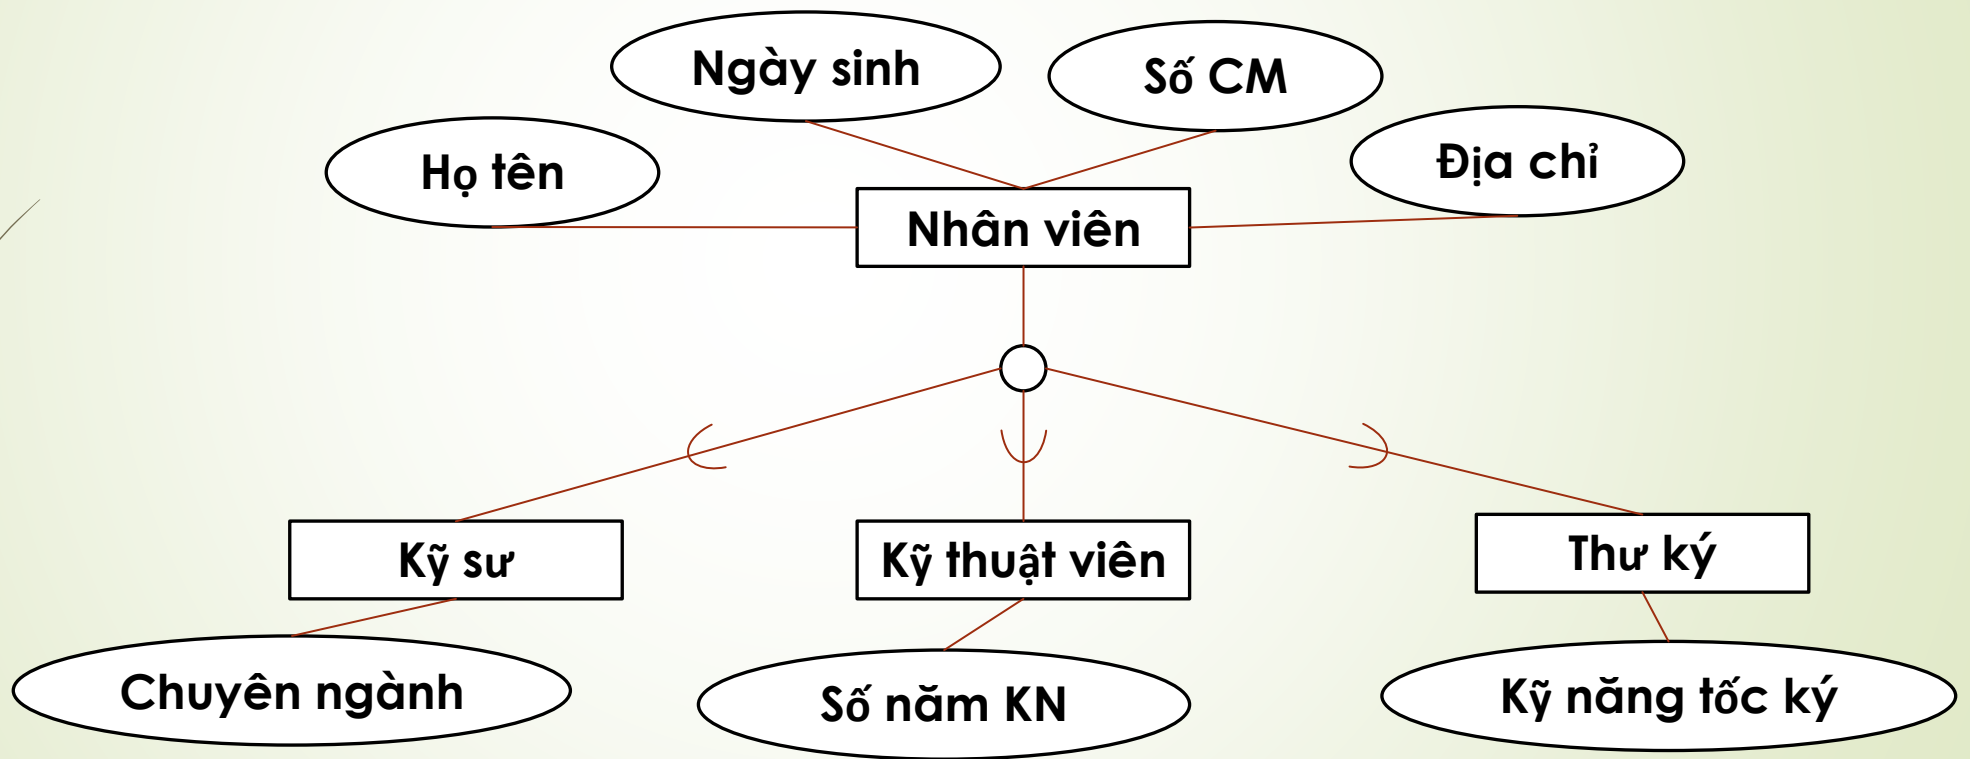 Ngày sinh
Số CM
Họ tên
Địa chỉ
Nhân viên
Kỹ sư
Kỹ thuật viên
Thư ký
Chuyên ngành
Số năm KN
Kỹ năng tốc ký